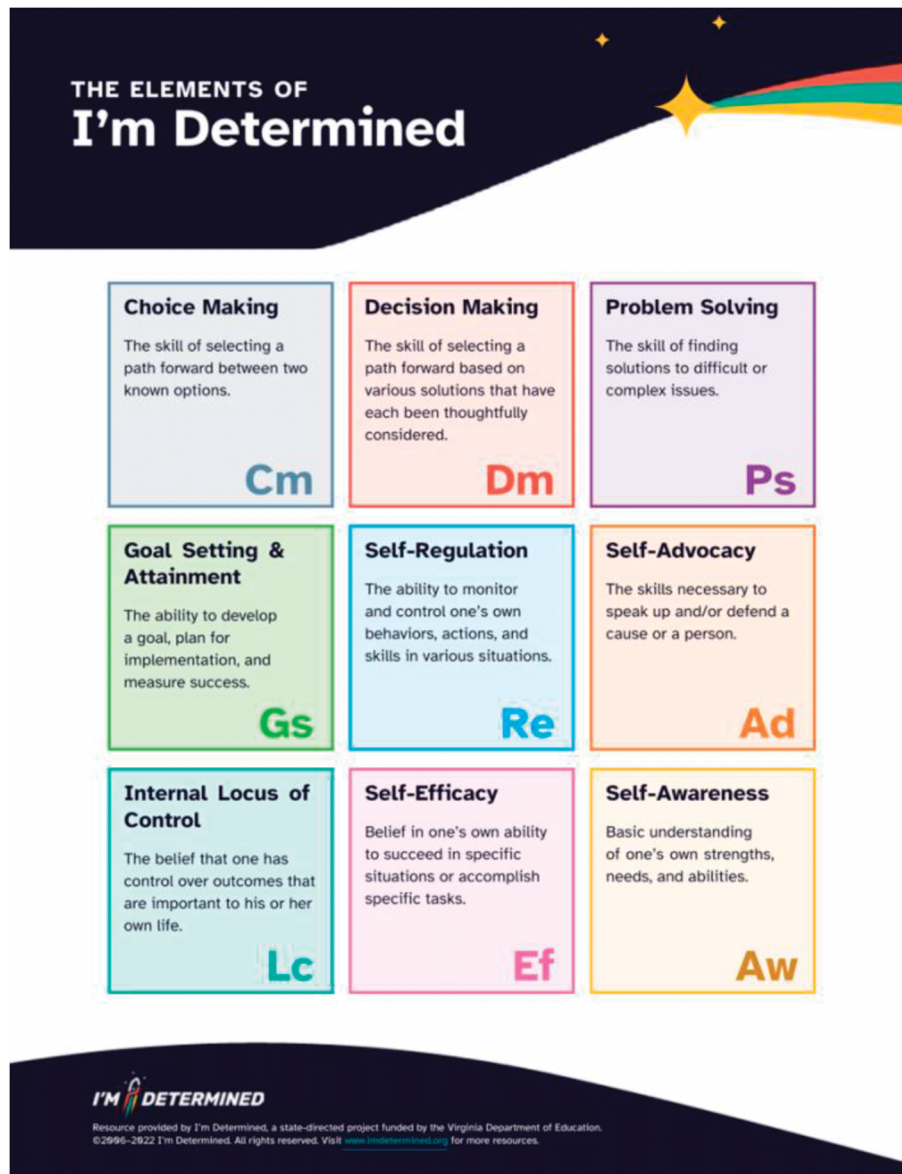 THE ELEMENTS OF
I'm Determined
Choice Making
The skill of selecting a
path forward between two
known options.
Cm
Decision Making
The skill of selecting a
path forward based on
various solutions that have
each been thoughtfully
considered.
Dm
Problem Solving
The skill of finding
solutions to difficult or
complex issues.
Ps
Goal Setting &
Attainment
The ability to develop
a goal, plan for
implementation, and
measure success.
Gs
Self-Regulation
The ability to monitor
and control one's own
behaviors, actions, and
skills in various situations.
Re
Self-Advocacy
The skills necessary to
speak up and/or defend a
cause or a person.
Ad
Internal Locus of
Control
The belief that one has
control over outcomes that
are important to his or her
own life.
Lc
Self-Efficacy
Belief in one's own ability
to succeed in specific
situations or accomplish
specific tasks.
Ef
Self-Awareness
Basic understanding
of one's own strengths,
needs, and abilities.
Aw
I'M DETERMINED
Resource provided by I'm Determined, a state-directed project funded by the Virginia Department of Education.
©2006-2022 I'm Determined. All rights reserved. Visit www.imdetermined.org for more resources.